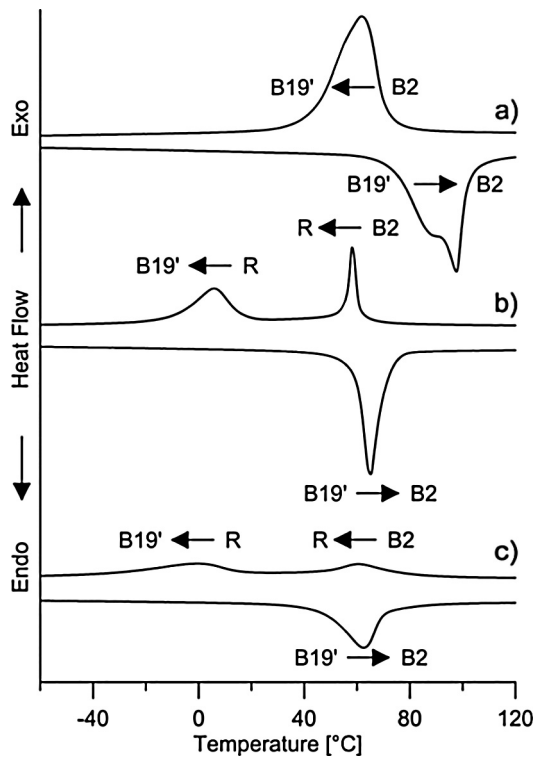 B19' B2
a)
B19' B2
R B2
B19' R
b)
B19' B2
B19' R R B2
c)
B19' B2
Endo Heat Flow Exo
-40 0 40 80 120
Temperature [°C]